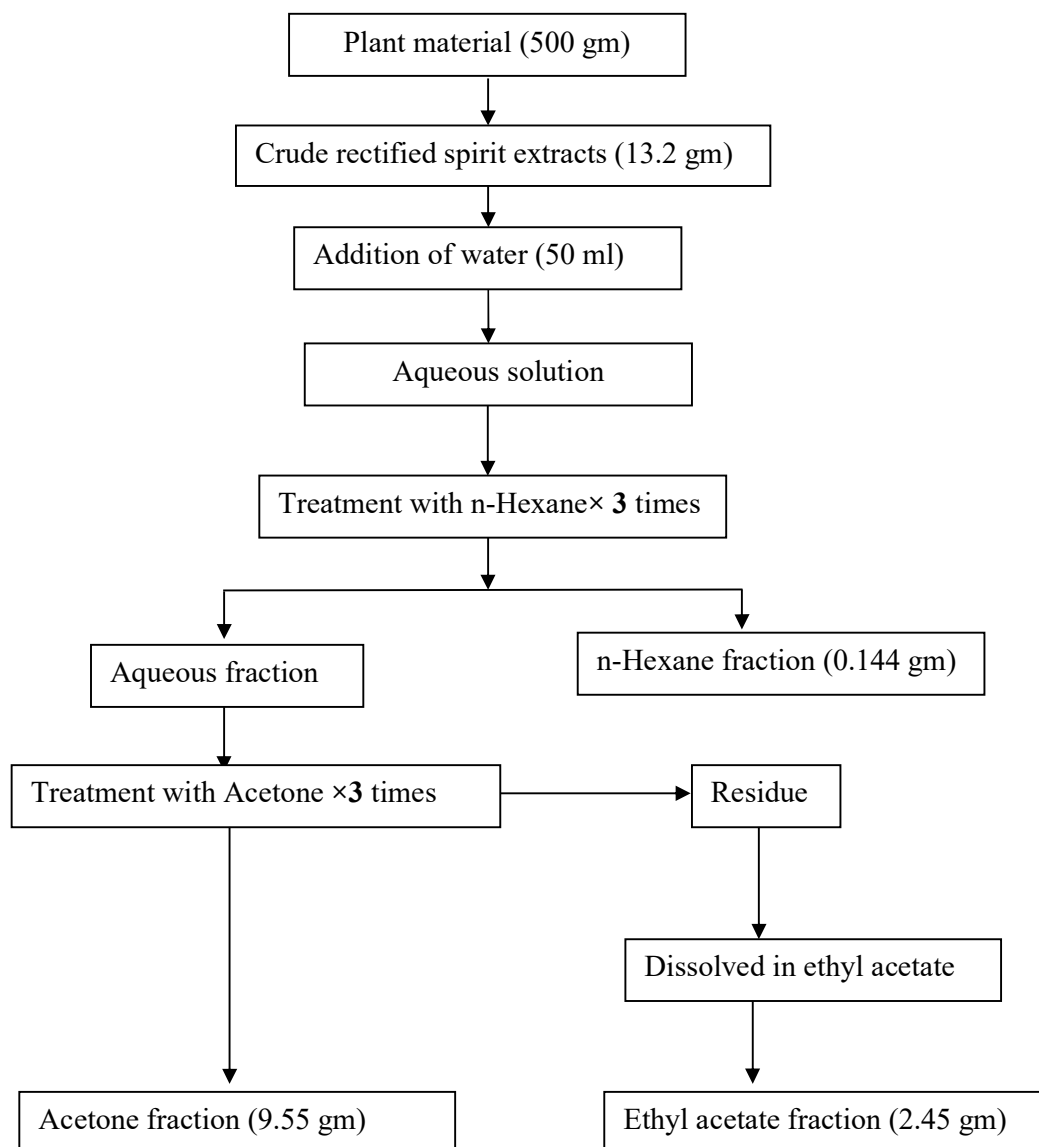 Plant material (500 gm)
Crude rectified spirit extracts (13.2 gm)
Addition of water (50 ml)
Aqueous solution
Treatment with n-Hexane× 3 times
Aqueous fraction
n-Hexane fraction (0.144 gm)
Treatment with Acetone ×3 times
Residue
Dissolved in ethyl acetate
Acetone fraction (9.55 gm)
Ethyl acetate fraction (2.45 gm)